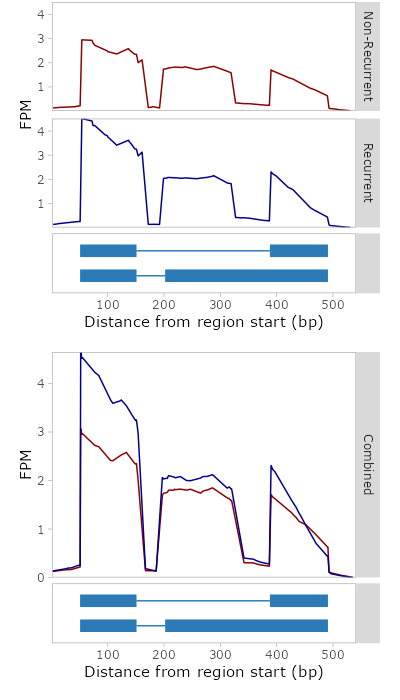 4
3
2
1
Non-Recurrent
FPM
4
3
2
1
Recurrent
100 200 300 400 500
Distance from region start (bp)
4
3
2
1
0
FPM
Combined
100 200 300 400 500
Distance from region start (bp)